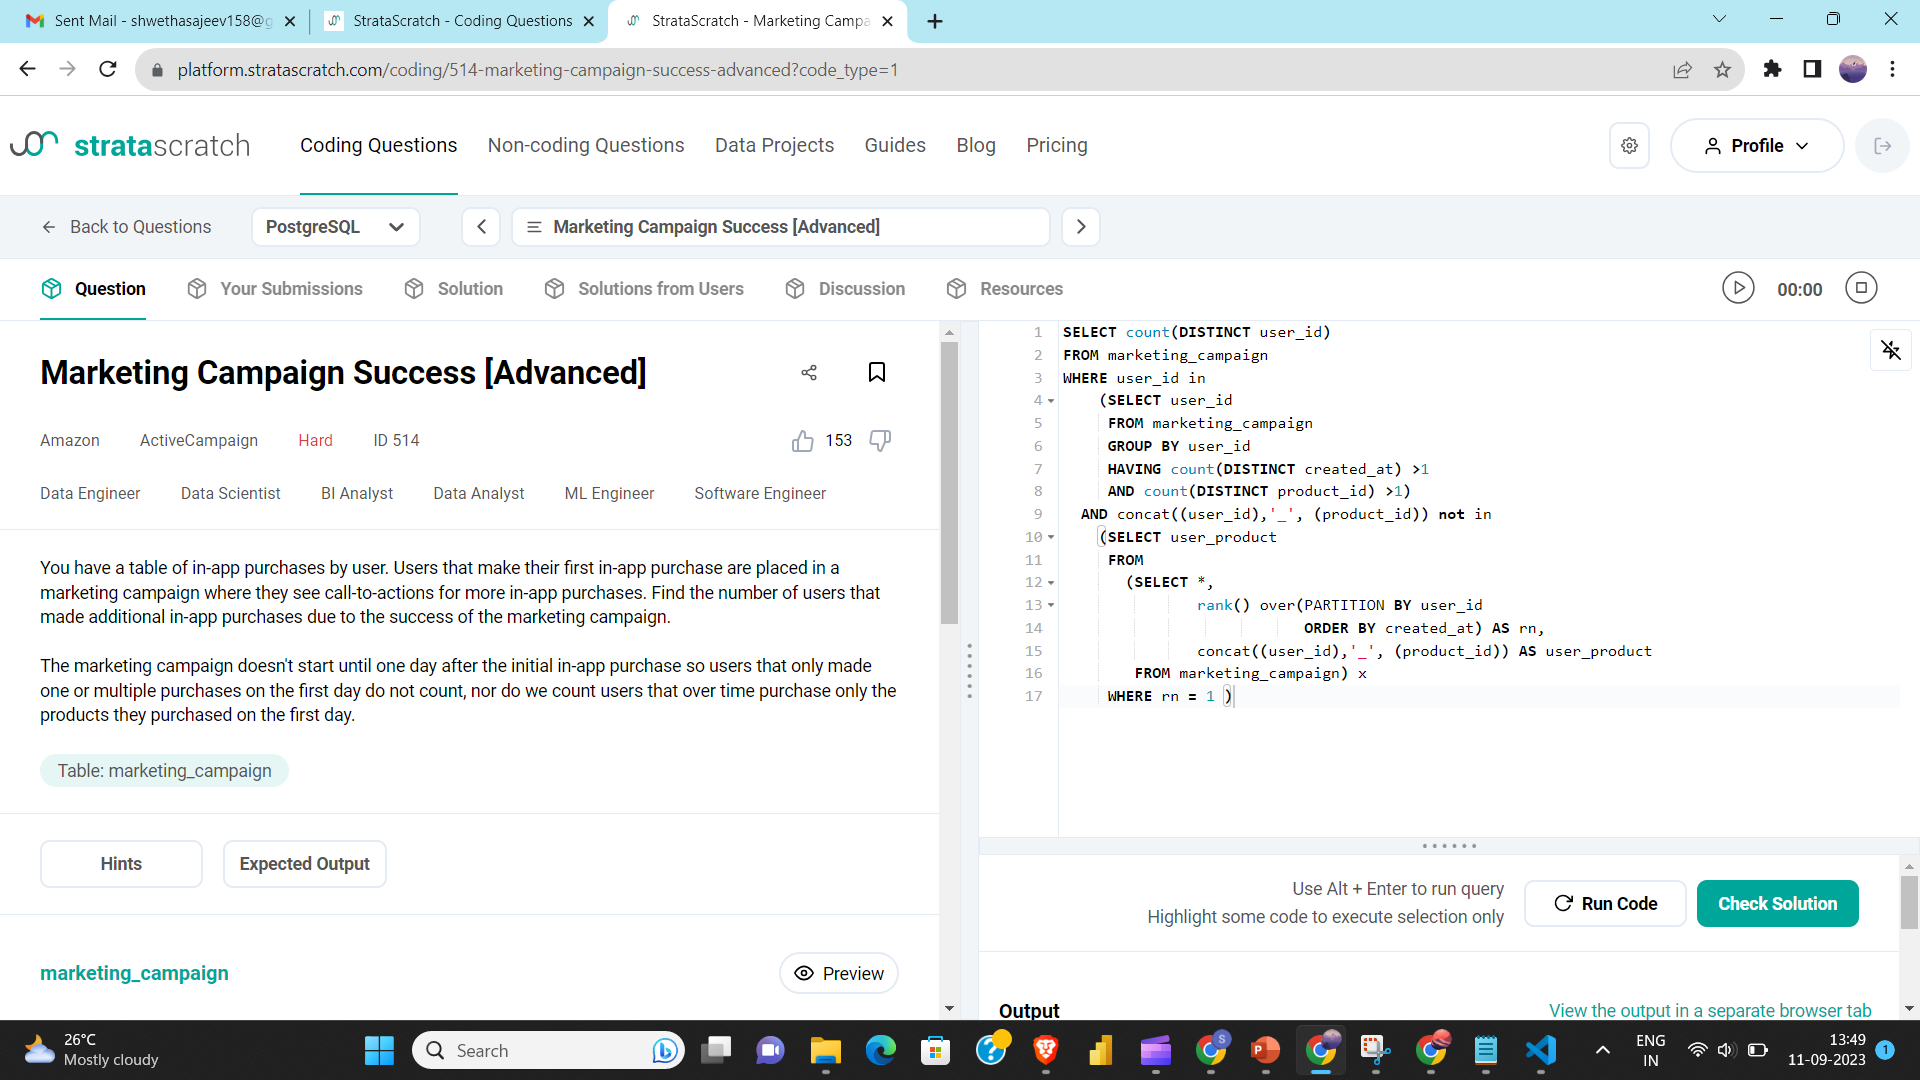 Sent Mail - shwethasajeev158@g
StrataScratch - Coding Questions
StrataScratch - Marketing Campa
platform.stratascratch.com/coding/514-marketing-campaign-success-advanced?code_type=1
stratascratch
Coding Questions
Non-coding Questions
Data Projects
Guides
Blog
Pricing
Profile
Back to Questions
PostgreSQL
Marketing Campaign Success [Advanced]
Question
Your Submissions
Solution
Solutions from Users
Discussion
Resources
00:00
Marketing Campaign Success [Advanced]
Amazon
ActiveCampaign
Hard
ID 514
153
Data Engineer
Data Scientist
BI Analyst
Data Analyst
ML Engineer
Software Engineer
You have a table of in-app purchases by user. Users that make their first in-app purchase are placed in a
marketing campaign where they see call-to-actions for more in-app purchases. Find the number of users that
made additional in-app purchases due to the success of the marketing campaign.
The marketing campaign doesn't start until one day after the initial in-app purchase so users that only made
one or multiple purchases on the first day do not count, nor do we count users that over time purchase only the
products they purchased on the first day.
Table: marketing_campaign
Hints
Expected Output
marketing_campaign
Preview
1 SELECT count(DISTINCT user_id)
2 FROM marketing_campaign
3 WHERE user_id in
4 (SELECT user_id
5 FROM marketing_campaign
6 GROUP BY user_id
7 HAVING count(DISTINCT created_at) >1
8 AND count(DISTINCT product_id) >1)
9 AND concat((user_id),'_', (product_id)) not in
10 (SELECT user_product
11 FROM
12 (SELECT *,
13 rank() over(PARTITION BY user_id
14 ORDER BY created_at) AS rn,
15 concat((user_id),'_', (product_id)) AS user_product
16 FROM marketing_campaign) x
17 WHERE rn = 1 )
Use Alt + Enter to run query
Highlight some code to execute selection only
Run Code
Check Solution
Output
View the output in a separate browser tab
26°C
Mostly cloudy
Search
S
P
ENG
IN
13:49
11-09-2023
1